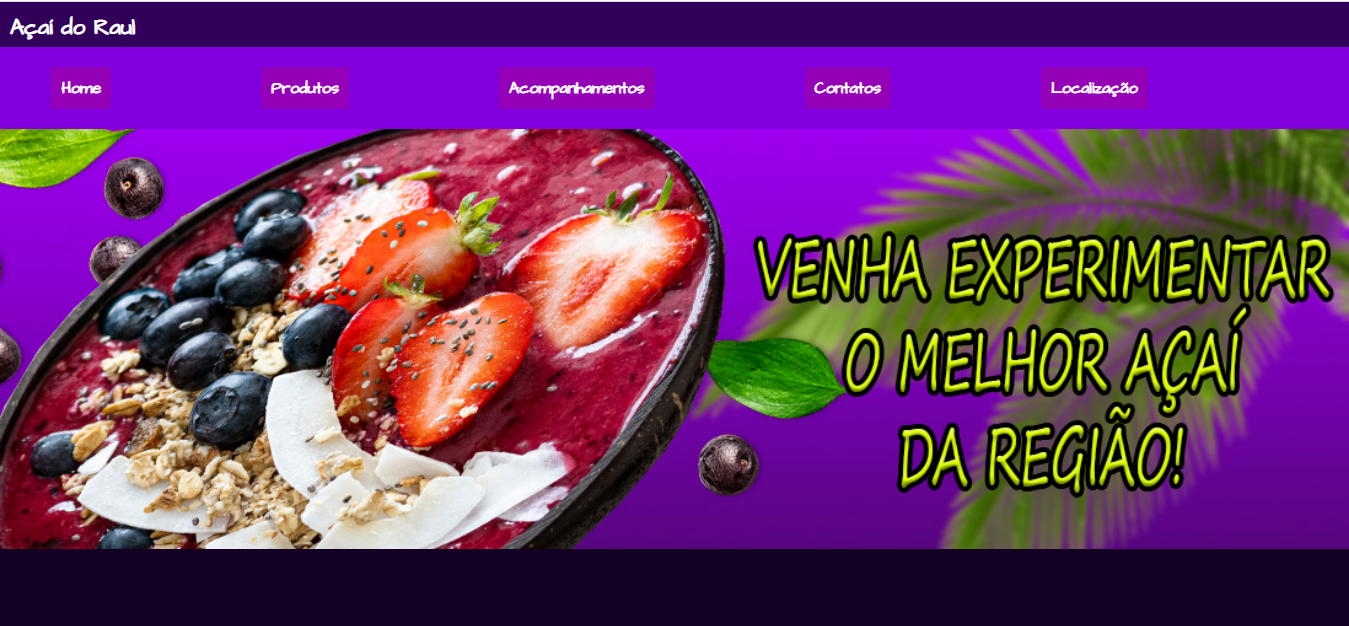 Açaí do Raul
Home Produtos Acompanhamentos Contatos Localização
VENHA EXPERIMENTAR
O MELHOR AÇAÍ
DA REGIÃO!